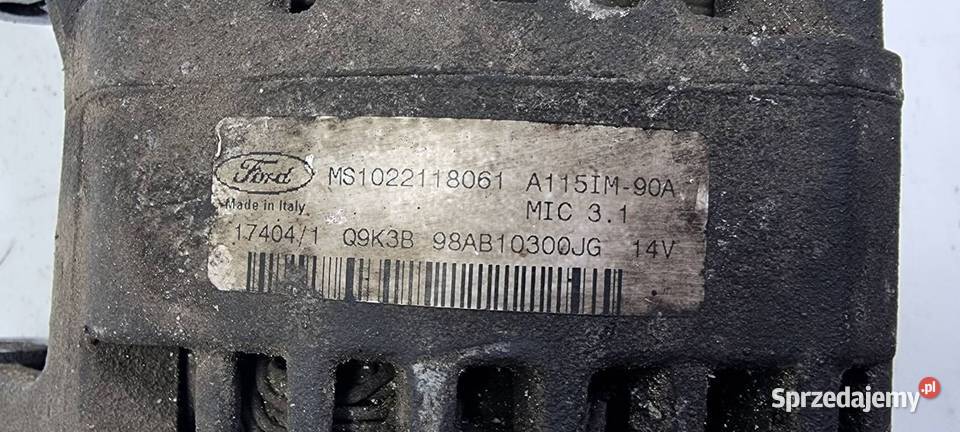 Ford MS1022118061 A115IM-90A
Made in Italy MIC 3.1
17404/1 Q9K3B 98AB10300JG 14V
Sprzedajemy.pl